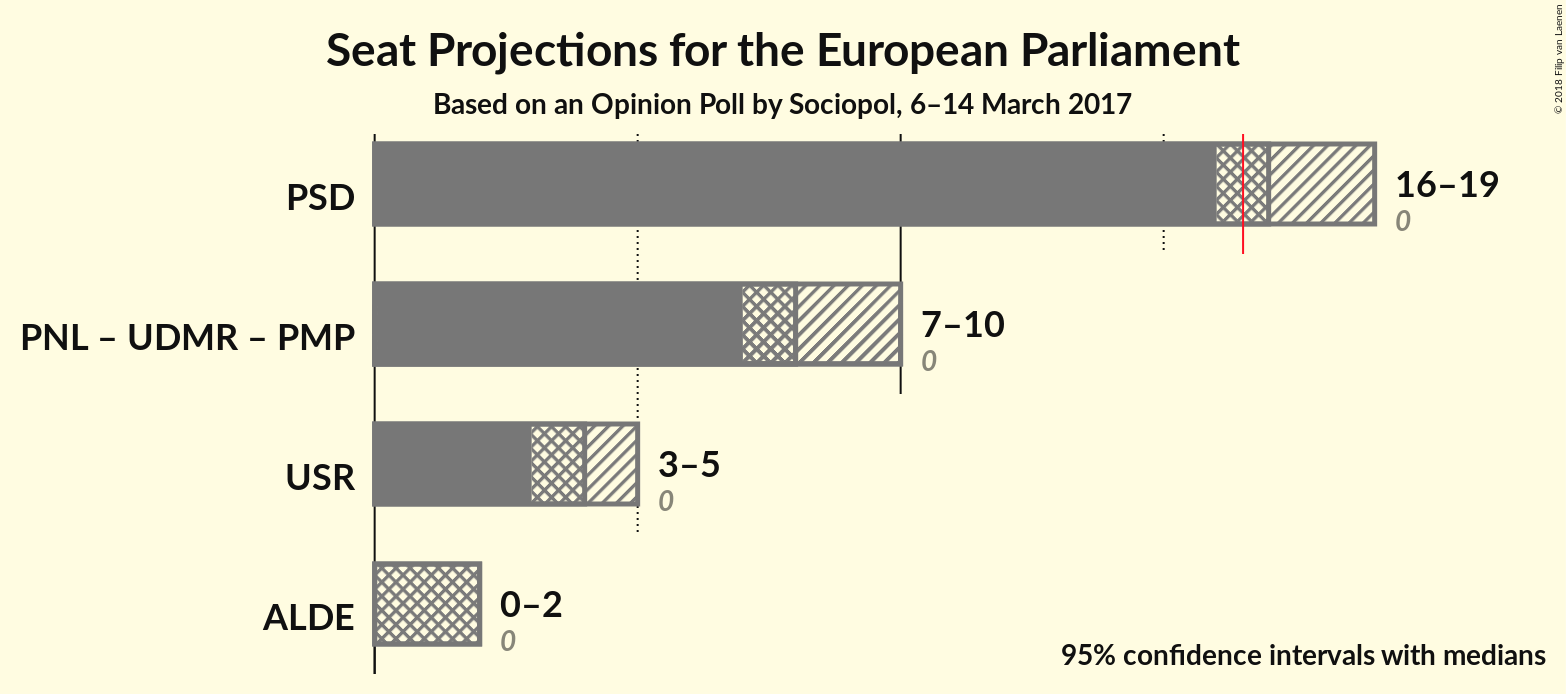 Seat Projections for the European Parliament
Based on an Opinion Poll by Sociopol, 6–14 March 2017
© 2018 Filip van Laenen
PSD
16–19
0
PNL – UDMR – PMP
7–10
0
USR
3–5
0
ALDE
0–2
0
95% confidence intervals with medians